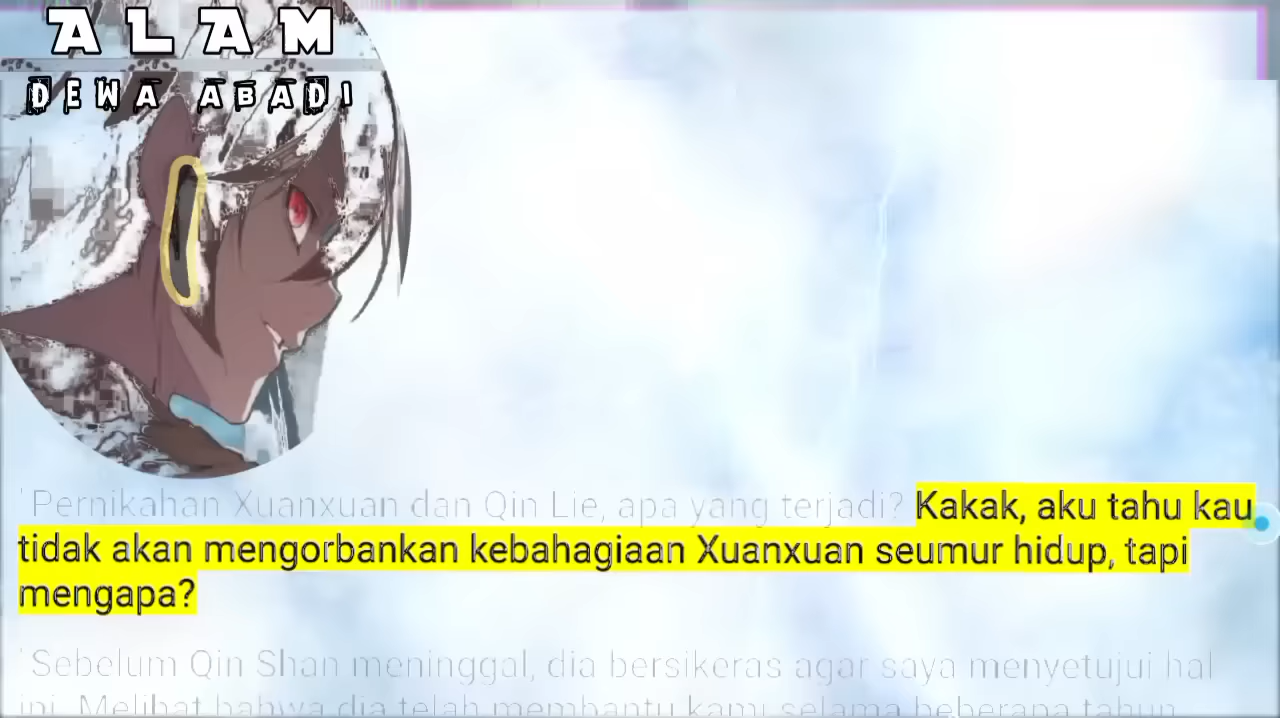 ALAM
DEWA ABADI
'Pernikahan Xuanxuan dan Qin Lie, apa yang terjadi? Kakak, aku tahu kau
tidak akan mengorbankan kebahagiaan Xuanxuan seumur hidup, tapi
mengapa?
'Sebelum Qin Shan meninggal, dia bersikeras agar saya menyetujui hal
ini. Melihat bahwa dia telah membantu kami selama beberapa tahun